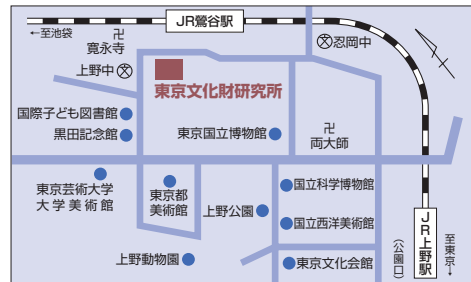 JR鶯谷駅
←至池袋
卍
寛永寺
忍岡中
上野中
東京文化財研究所
国際子ども図書館
黒田記念館
東京国立博物館
卍
両大師
東京芸術大学
大学美術館
東京都
美術館
上野公園
国立科学博物館
国立西洋美術館
上野動物園
東京文化会館
JR上野駅
(公園口)
至東京→